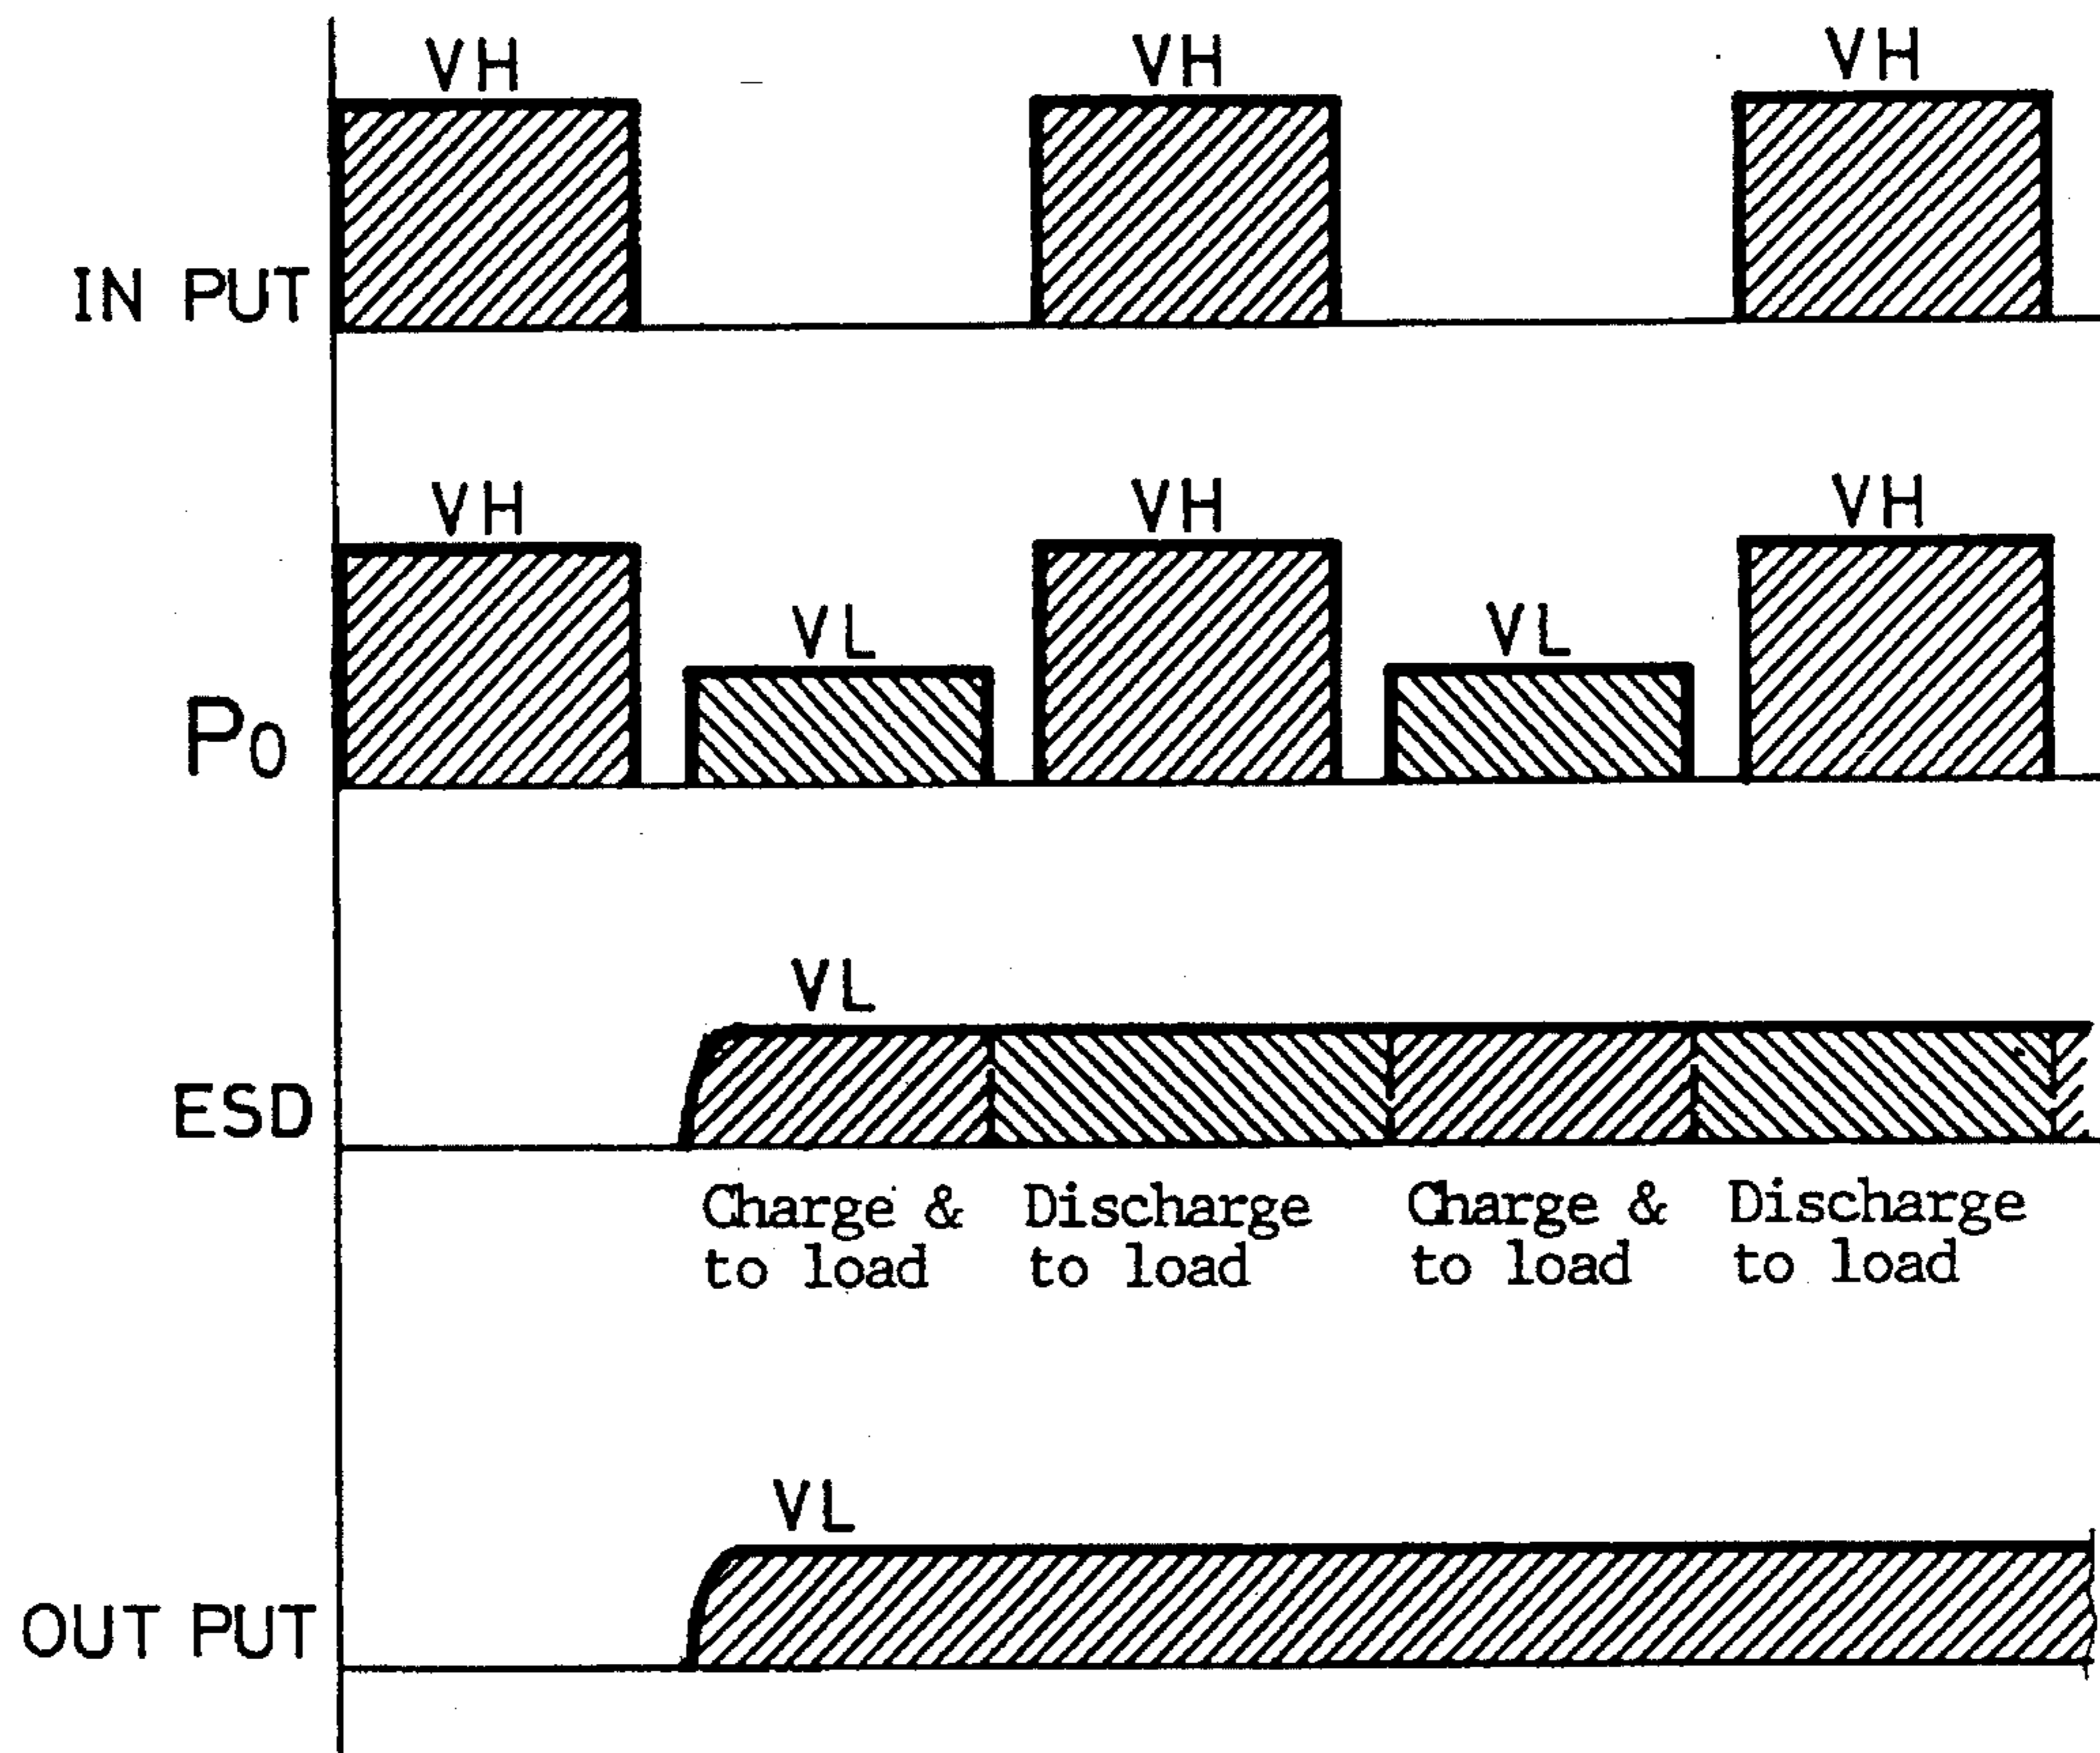 VH VH VH
IN PUT
VH VH VH
VL VL
Po
VL
ESD
Charge & Discharge Charge & Discharge
to load to load to load to load
VL
OUT PUT